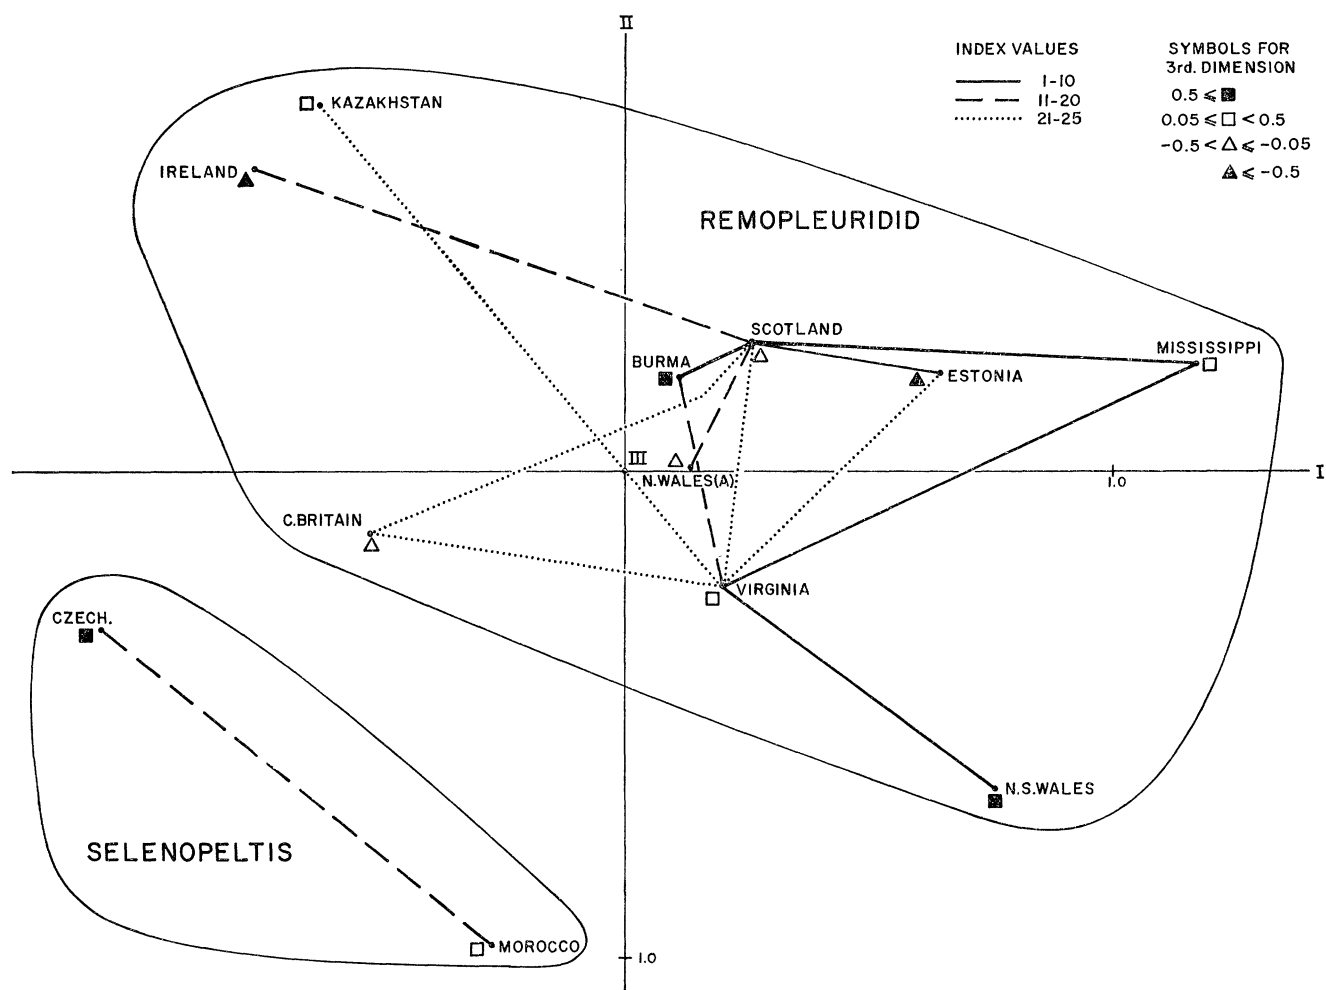 II
INDEX VALUES
1-10
11-20
21-25
SYMBOLS FOR
3rd. DIMENSION
0.5 ⩽ ■
0.05 ⩽ □ < 0.5
-0.5 < △ ⩽ -0.05
▲ ⩽ -0.5
KAZAKHSTAN
IRELAND
REMOPLEURIDID
SCOTLAND
BURMA
MISSISSIPPI
ESTONIA
III
N.WALES(A)
1.0
I
C.BRITAIN
VIRGINIA
CZECH.
N.S.WALES
SELENOPELTIS
MOROCCO
1.0